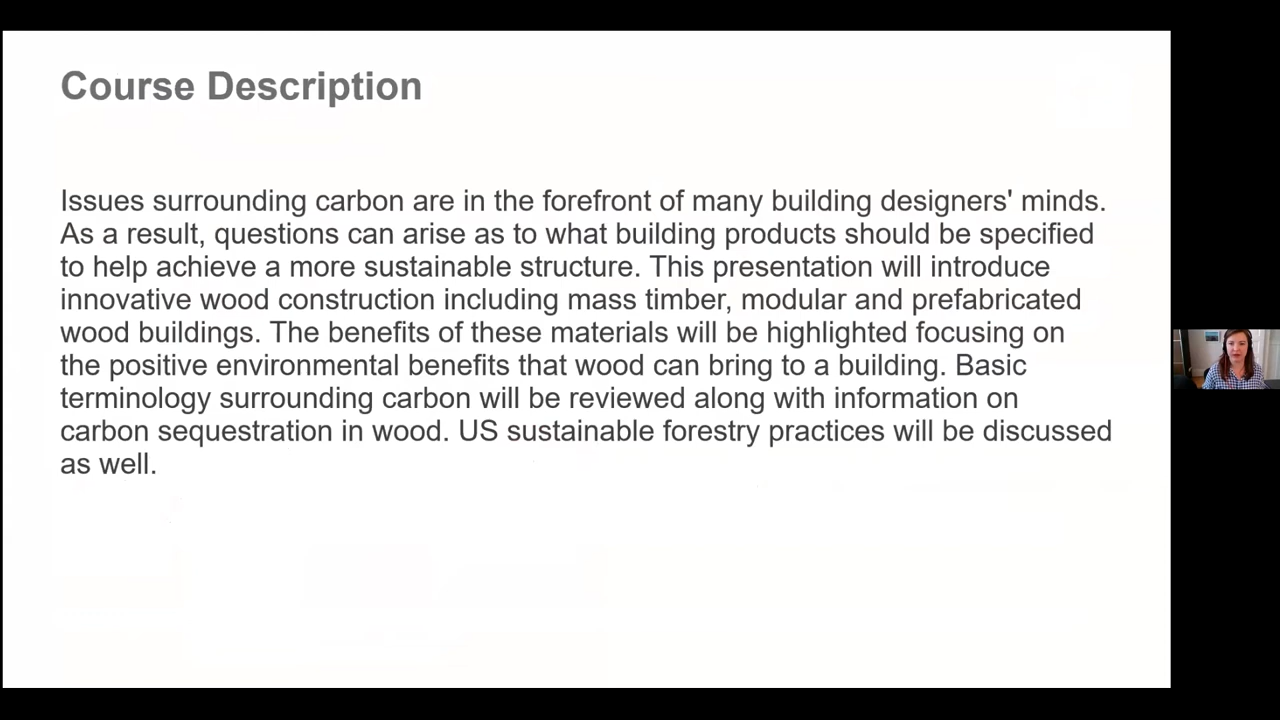 Course Description
Issues surrounding carbon are in the forefront of many building designers' minds.
As a result, questions can arise as to what building products should be specified
to help achieve a more sustainable structure. This presentation will introduce
innovative wood construction including mass timber, modular and prefabricated
wood buildings. The benefits of these materials will be highlighted focusing on
the positive environmental benefits that wood can bring to a building. Basic
terminology surrounding carbon will be reviewed along with information on
carbon sequestration in wood. US sustainable forestry practices will be discussed
as well.